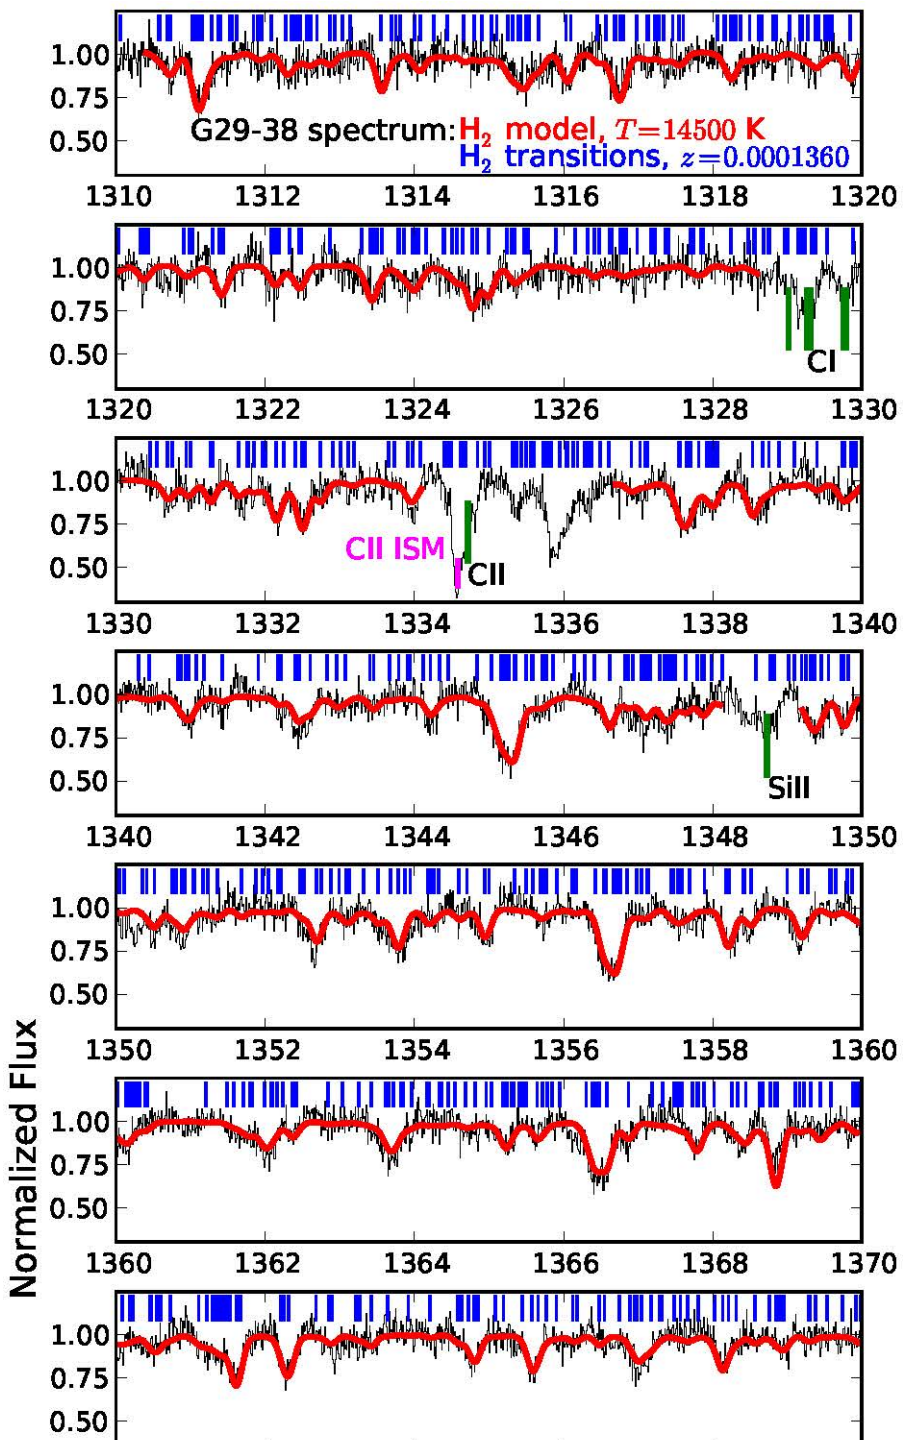 1.00
0.75
0.50
G29-38 spectrum: H₂ model, T=14500 K
H₂ transitions, z=0.0001360
1310 1312 1314 1316 1318 1320
1.00
0.75
0.50
CI
1320 1322 1324 1326 1328 1330
1.00
0.75
0.50
CII ISM
CII
1330 1332 1334 1336 1338 1340
1.00
0.75
0.50
SiII
1340 1342 1344 1346 1348 1350
1.00
0.75
0.50
1350 1352 1354 1356 1358 1360
Normalized Flux
1.00
0.75
0.50
1360 1362 1364 1366 1368 1370
1.00
0.75
0.50